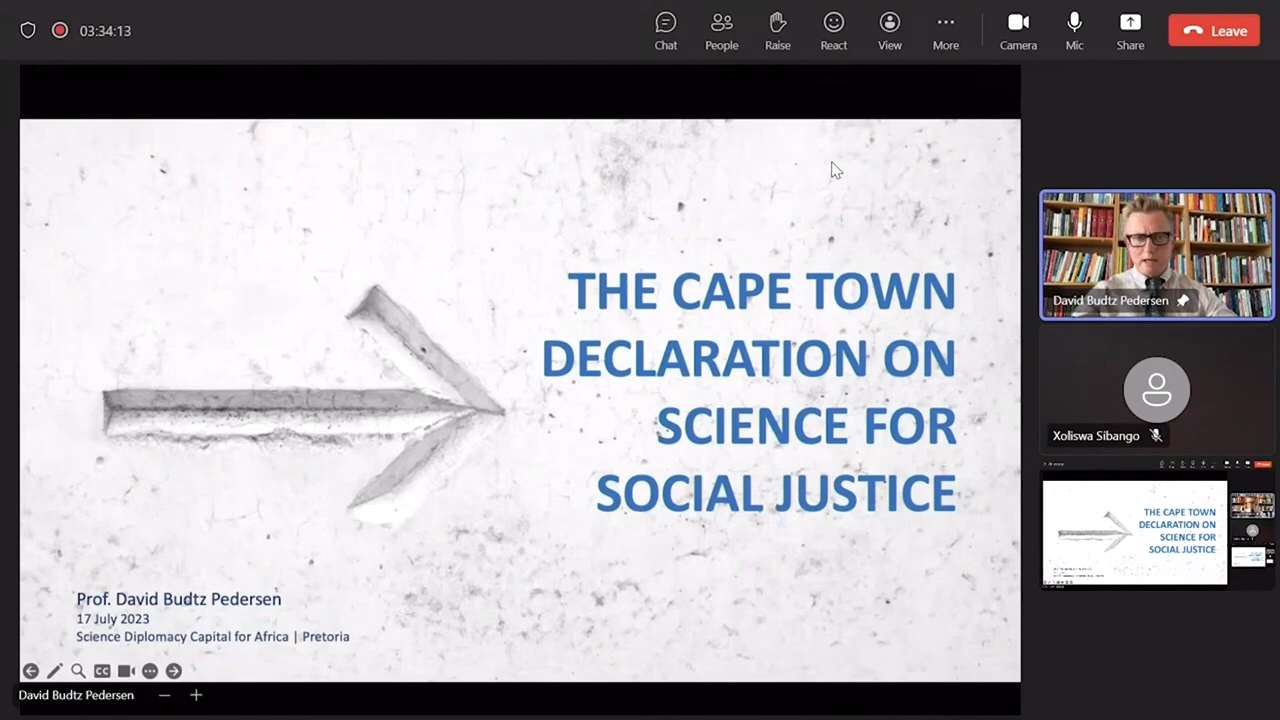 03:34:13
Chat
People
Raise
React
View
More
Camera
Mic
Share
Leave
THE CAPE TOWN
DECLARATION ON
SCIENCE FOR
SOCIAL JUSTICE
Prof. David Budtz Pedersen
17 July 2023
Science Diplomacy Capital for Africa | Pretoria
CC
David Budtz Pedersen
David Budtz Pedersen
Xoliswa Sibango
THE CAPE TOWN
DECLARATION ON
SCIENCE FOR
SOCIAL JUSTICE